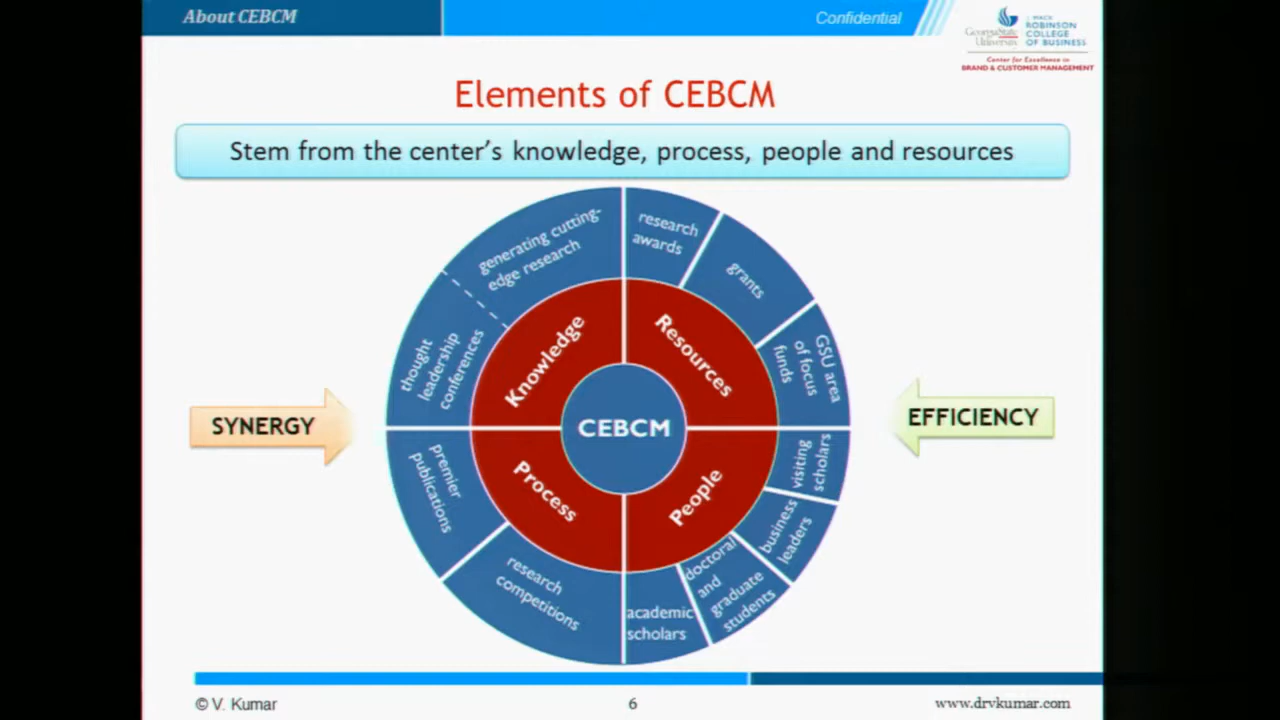 About CEBCM
Confidential
GeorgiaState
University
J. MACK
ROBINSON
COLLEGE
OF BUSINESS
Center for Excellence in
BRAND & CUSTOMER MANAGEMENT
Elements of CEBCM
Stem from the center's knowledge, process, people and resources
generating cutting-
edge research
research
awards
grants
thought
leadership
conferences
Knowledge
Resources
GSU area
of focus
funds
SYNERGY
CEBCM
EFFICIENCY
premier
publications
Process
People
visiting
scholars
business
leaders
research
competitions
academic
scholars
doctoral
and
graduate
students
© V. Kumar
6
www.drvkumar.com